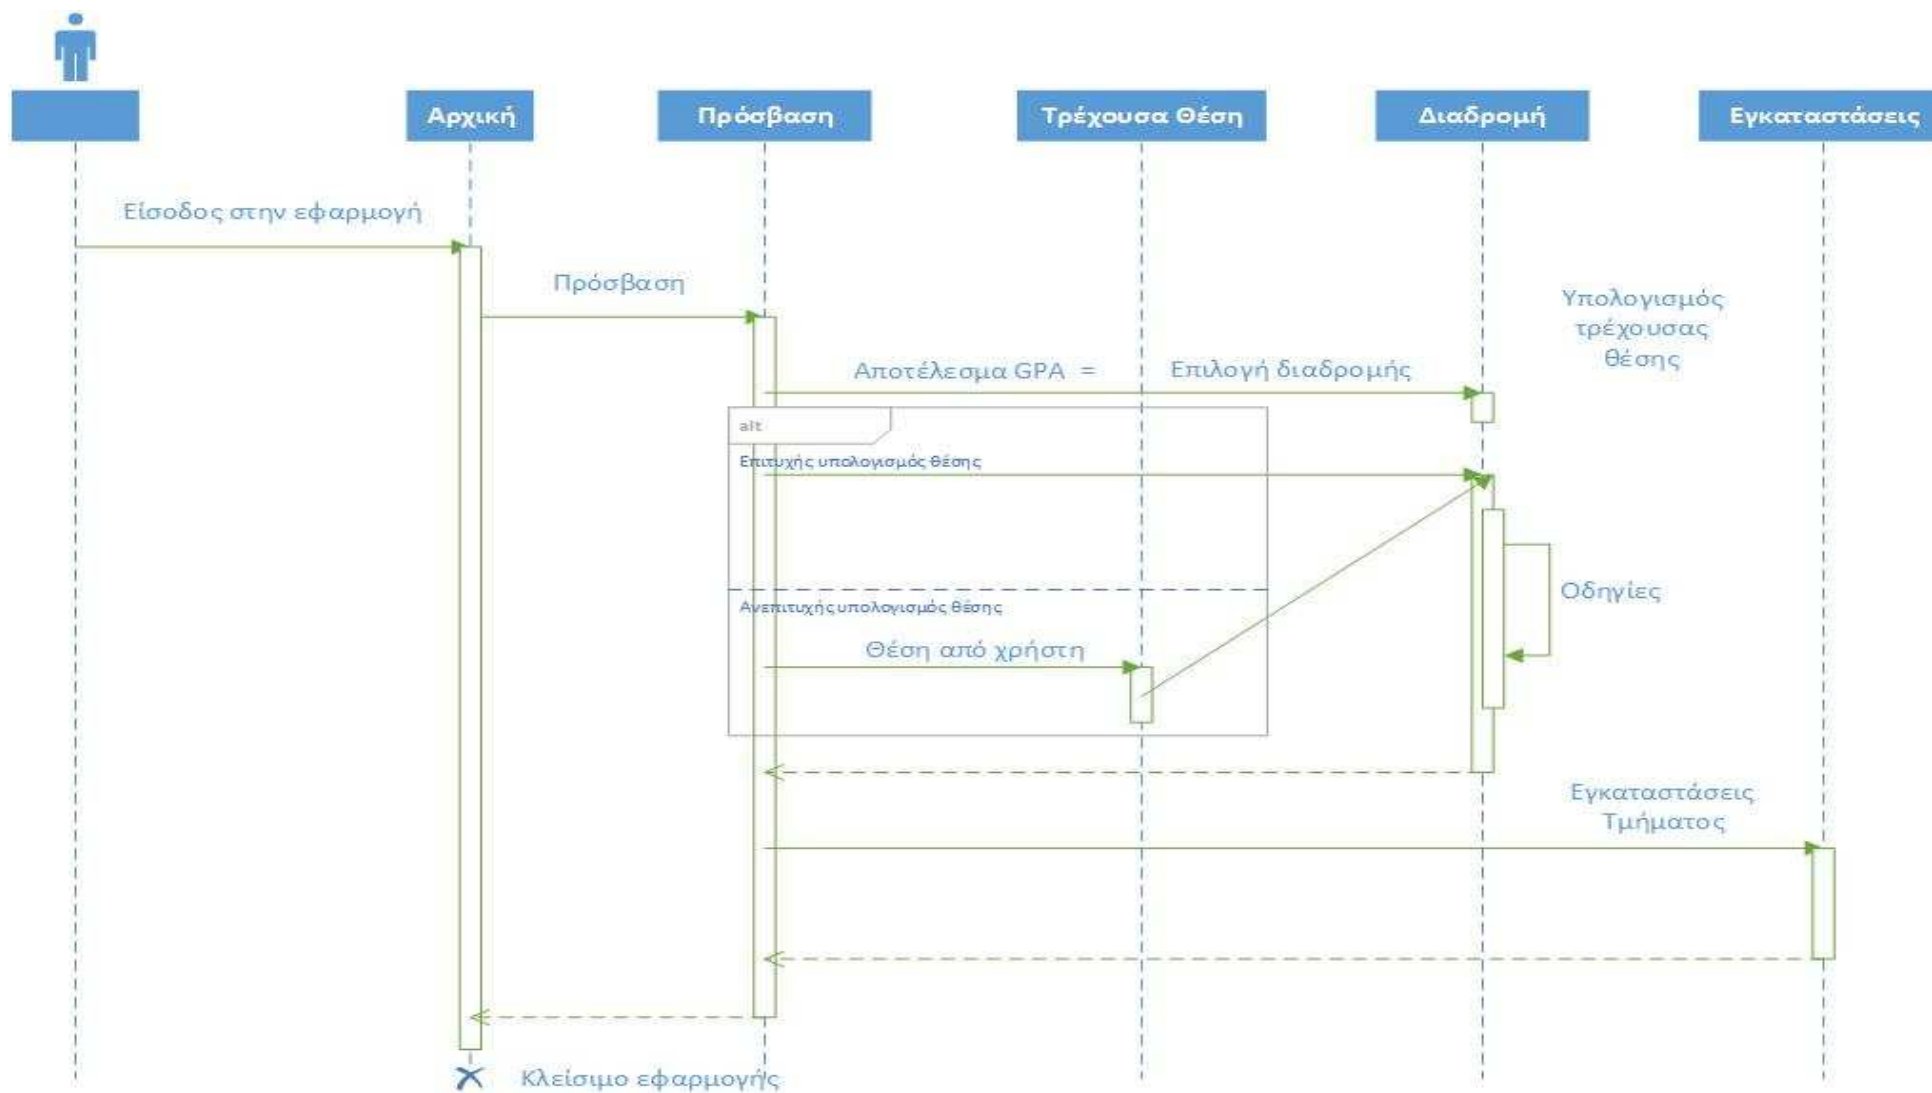 Αρχική
Πρόσβαση
Τρέχουσα Θέση
Διαδρομή
Εγκαταστάσεις
Είσοδος στην εφαρμογή
Πρόσβαση
Υπολογισμός
τρέχουσας
θέσης
Αποτέλεσμα GPA = Επιλογή διαδρομής
alt
Επιτυχής υπολογισμός θέσης
Οδηγίες
Ανεπιτυχής υπολογισμός θέσης
Θέση από χρήστη
Εγκαταστάσεις
Τμήματος
Κλείσιμο εφαρμογής